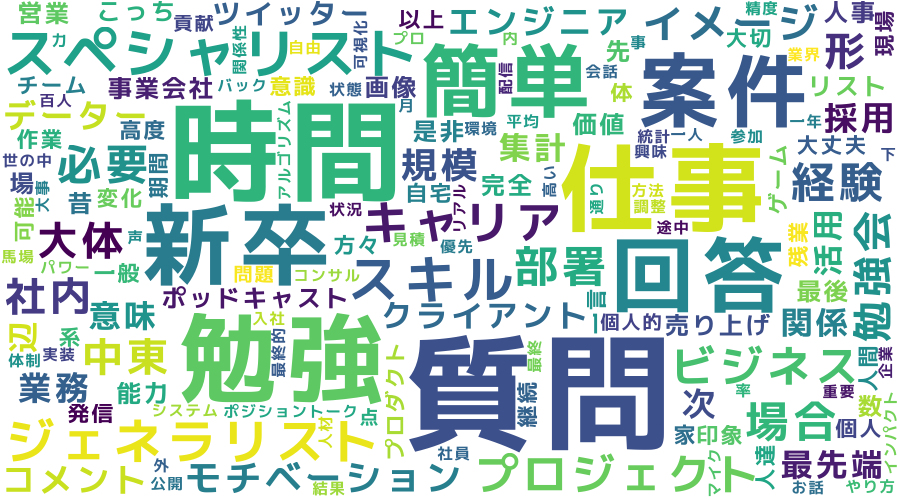 営業
こっち
貢献
ツイッター
以上
エンジニア
イメージ
精度
人事
スペシャリスト
力
関係性
自由
可視化
プロ
内
先
事
大切
業界
形
現場
チーム
百人
事業会社
バック
意識
状態
画像
簡単
配信
会話
体
案件
リスト
データー
時間
アルゴリズム
月
是非
環境
平均
価値
統計
一人
参加
一年
採用
作業
高度
必要
世の中
場
大事
昔
変化
期間
規模
集計
興味
大丈夫
下
自宅
完全
高い
仕事
通り
方法
調整
ゲーム
経験
可能
大体
声
新卒
状況
キャリア
リアル
途中
馬場
パワー
一般
問題
コンサル
方々
見積
優先
部署
回答
残業
活用
勉強会
社内
ポッドキャスト
スキル
言
最後
辺
系
意味
勉強
入社
最終的
クライアント
一
個人的
売り上げ
関係
体制
実装
中東
質問
最終
ビジネス
人間
企業
業務
能力
プロダクト
継続
次
率
重要
発信
システム
ポジショントーク
点
家
印象
場合
数
個人
インパクト
ジェネラリスト
人材
社員
マイク
人達
最先端
コメント
外
公開
モチベーション
結果
プロジェクト
お話
やり方